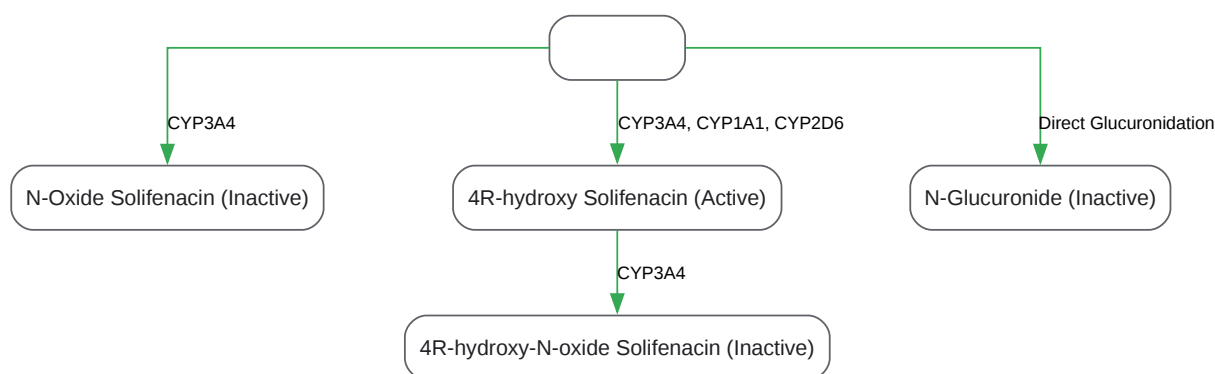 CYP3A4
CYP3A4, CYP1A1, CYP2D6
Direct Glucuronidation
N-Oxide Solifenacin (Inactive)
4R-hydroxy Solifenacin (Active)
N-Glucuronide (Inactive)
CYP3A4
4R-hydroxy-N-oxide Solifenacin (Inactive)